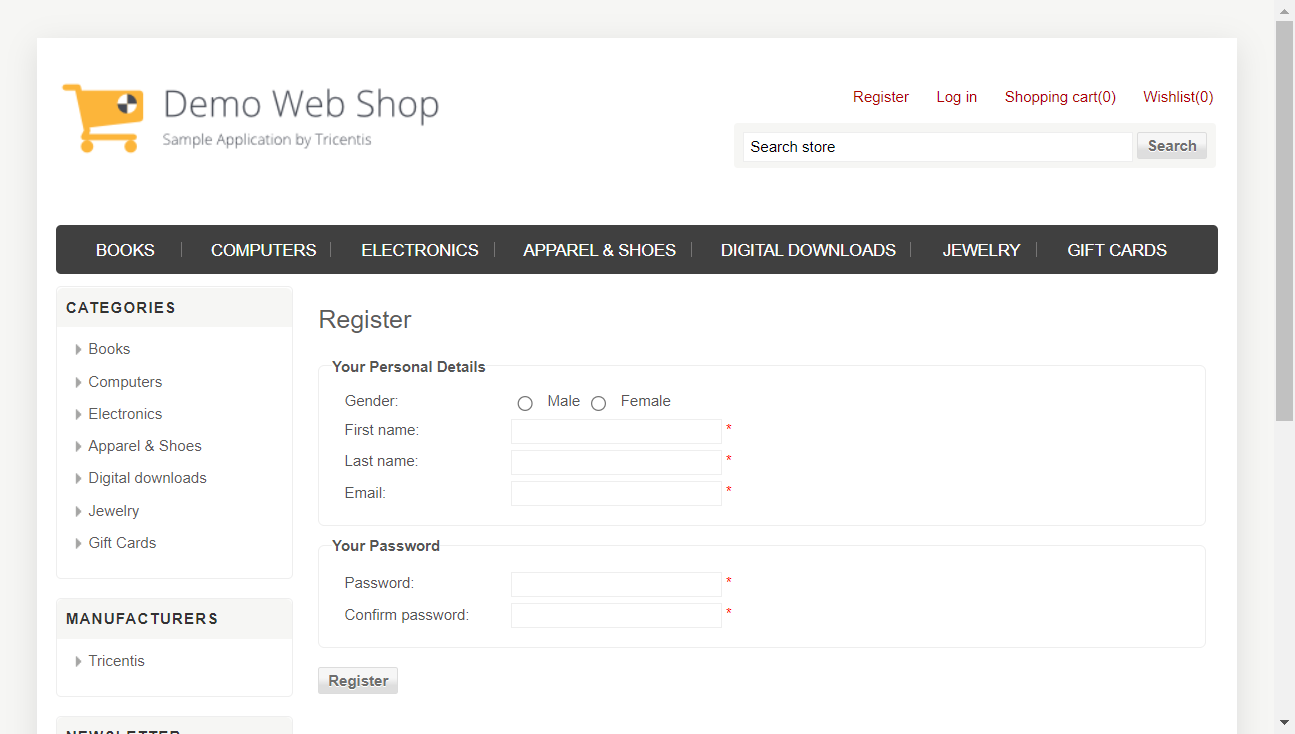 Demo Web Shop
Sample Application by Tricentis
Register Log in Shopping cart(0) Wishlist(0)
Search store Search
BOOKS COMPUTERS ELECTRONICS APPAREL & SHOES DIGITAL DOWNLOADS JEWELRY GIFT CARDS
CATEGORIES
Books
Computers
Electronics
Apparel & Shoes
Digital downloads
Jewelry
Gift Cards
MANUFACTURERS
Tricentis
NEWSLETTER
Register
Your Personal Details
Gender: Male Female
First name: *
Last name: *
Email: *
Your Password
Password: *
Confirm password: *
Register